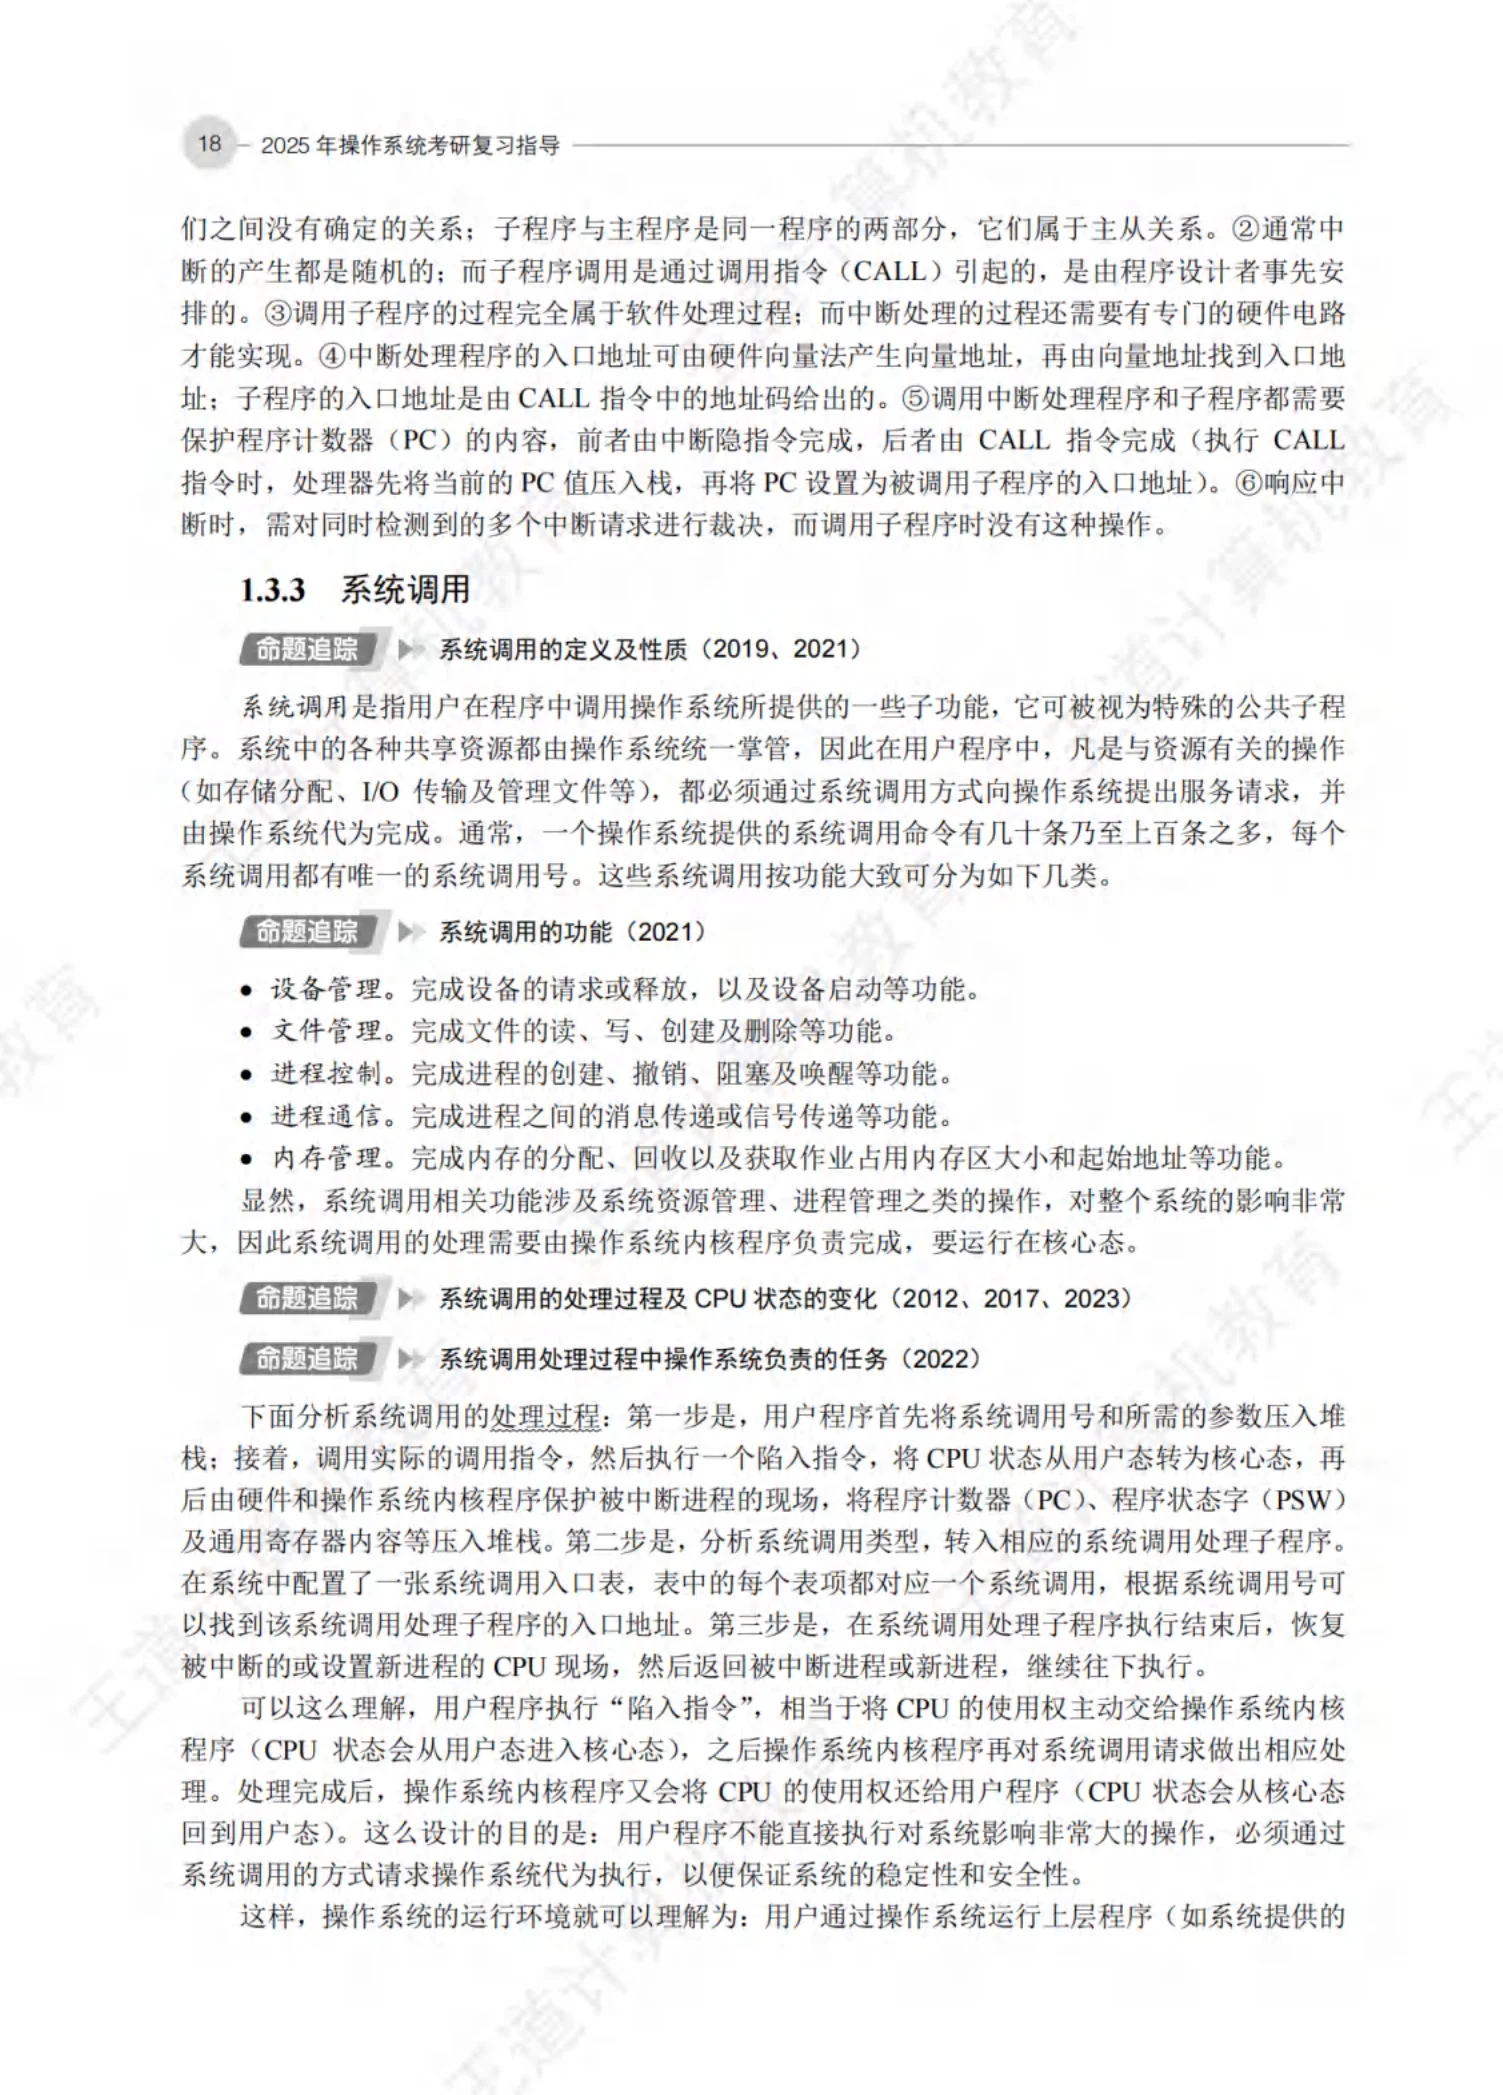 18 2025 年操作系统考研复习指导
们之间没有确定的关系；子程序与主程序是同一程序的两部分，它们属于主从关系。②通常中
断的产生都是随机的；而子程序调用是通过调用指令（CALL）引起的，是由程序设计者事先安
排的。③调用子程序的过程完全属于软件处理过程；而中断处理的过程还需要有专门的硬件电路
才能实现。④中断处理程序的入口地址可由硬件向量法产生向量地址，再由向量地址找到入口地
址；子程序的入口地址是由 CALL 指令中的地址码给出的。⑤调用中断处理程序和子程序都需要
保护程序计数器（PC）的内容，前者由中断隐指令完成，后者由 CALL 指令完成（执行 CALL
指令时，处理器先将当前的 PC 值压入栈，再将 PC 设置为被调用子程序的入口地址）。⑥响应中
断时，需对同时检测到的多个中断请求进行裁决，而调用子程序时没有这种操作。
1.3.3 系统调用
命题追踪 系统调用的定义及性质（2019、2021）
系统调用是指用户在程序中调用操作系统所提供的一些子功能，它可被视为特殊的公共子程
序。系统中的各种共享资源都由操作系统统一掌管，因此在用户程序中，凡是与资源有关的操作
（如存储分配、I/O 传输及管理文件等），都必须通过系统调用方式向操作系统提出服务请求，并
由操作系统代为完成。通常，一个操作系统提供的系统调用命令有几十条乃至上百条之多，每个
系统调用都有唯一的系统调用号。这些系统调用按功能大致可分为如下几类。
命题追踪 系统调用的功能（2021）
● 设备管理。完成设备的请求或释放，以及设备启动等功能。
● 文件管理。完成文件的读、写、创建及删除等功能。
● 进程控制。完成进程的创建、撤销、阻塞及唤醒等功能。
● 进程通信。完成进程之间的消息传递或信号传递等功能。
● 内存管理。完成内存的分配、回收以及获取作业占用内存区大小和起始地址等功能。
显然，系统调用相关功能涉及系统资源管理、进程管理之类的操作，对整个系统的影响非常
大，因此系统调用的处理需要由操作系统内核程序负责完成，要运行在核心态。
命题追踪 系统调用的处理过程及 CPU 状态的变化（2012、2017、2023）
命题追踪 系统调用处理过程中操作系统负责的任务（2022）
下面分析系统调用的处理过程：第一步是，用户程序首先将系统调用号和所需的参数压入堆
栈；接着，调用实际的调用指令，然后执行一个陷入指令，将 CPU 状态从用户态转为核心态，再
后由硬件和操作系统内核程序保护被中断进程的现场，将程序计数器（PC）、程序状态字（PSW）
及通用寄存器内容等压入堆栈。第二步是，分析系统调用类型，转入相应的系统调用处理子程序。
在系统中配置了一张系统调用入口表，表中的每个表项都对应一个系统调用，根据系统调用号可
以找到该系统调用处理子程序的入口地址。第三步是，在系统调用处理子程序执行结束后，恢复
被中断的或设置新进程的 CPU 现场，然后返回被中断进程或新进程，继续往下执行。
可以这么理解，用户程序执行“陷入指令”，相当于将 CPU 的使用权主动交给操作系统内核
程序（CPU 状态会从用户态进入核心态），之后操作系统内核程序再对系统调用请求做出相应处
理。处理完成后，操作系统内核程序又会将 CPU 的使用权还给用户程序（CPU 状态会从核心态
回到用户态）。这么设计的目的是：用户程序不能直接执行对系统影响非常大的操作，必须通过
系统调用的方式请求操作系统代为执行，以便保证系统的稳定性和安全性。
这样，操作系统的运行环境就可以理解为：用户通过操作系统运行上层程序（如系统提供的
王道计算机教育